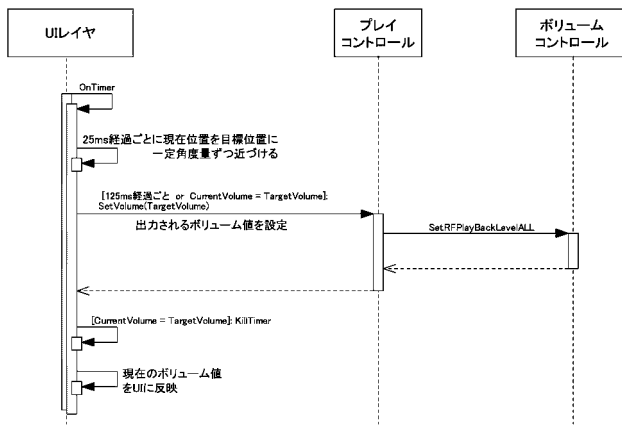 UIレイヤ
プレイ
コントロール
ボリューム
コントロール
OnTimer
25ms経過ごとに現在位置を目標位置に
一定角度量ずつ近づける
[125ms経過ごと or CurrentVolume = TargetVolume]:
SetVolume(TargetVolume)
出力されるボリューム値を設定
SetRFPlayBackLevelALL
[CurrentVolume = TargetVolume]: KillTimer
現在のボリューム値
をUIに反映